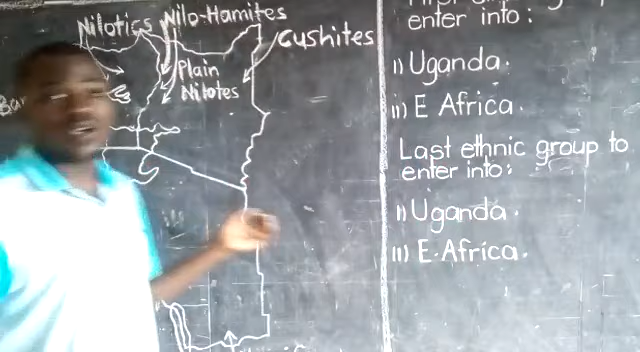 Nilotics
Nilo-Hamites
Cushites
Plain
Nilotes
enter into:
i) Uganda.
ii) E Africa.
Last ethnic group to
enter into:
i) Uganda.
ii) E.Africa.